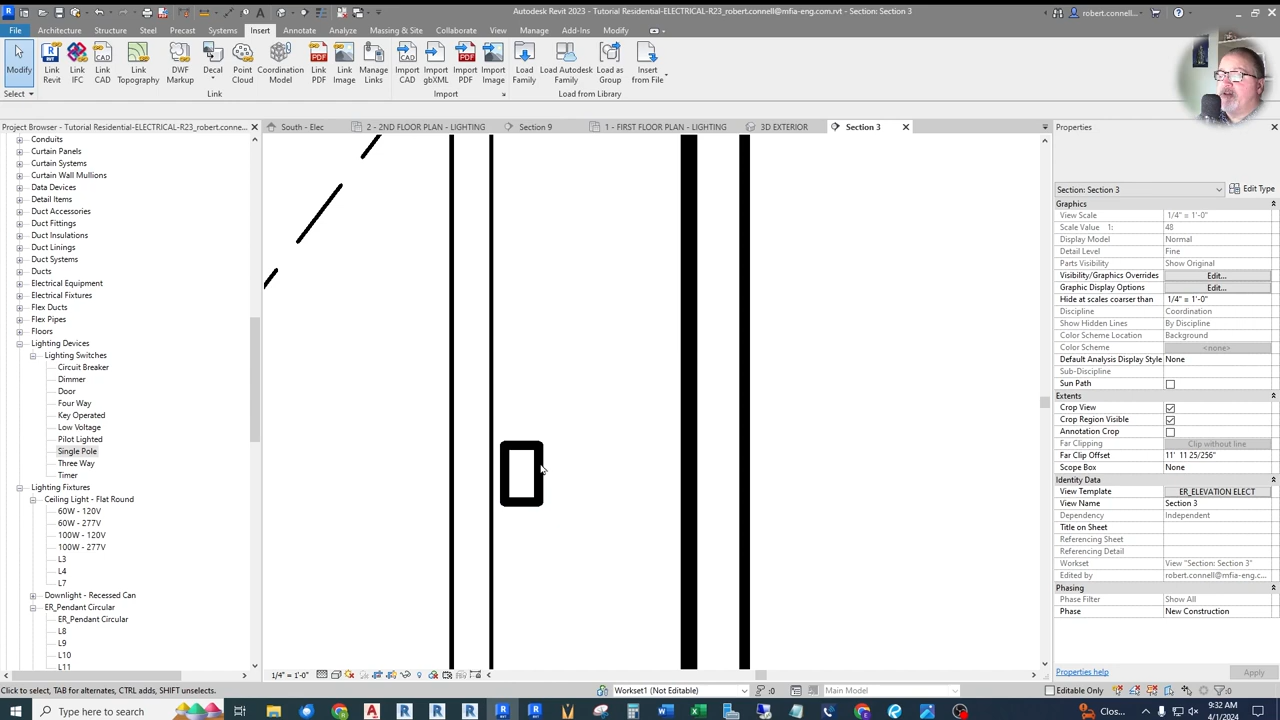 Autodesk Revit 2023 - Tutorial Residential-ELECTRICAL-R23_robert.connell@mfia-eng.com.rvt - Section: Section 3
robert.connell...
File Architecture Structure Steel Precast Systems Insert Annotate Analyze Massing & Site Collaborate View Manage Add-Ins Modify
Modify Link Revit Link IFC Link CAD Link Topography DWF Markup Decal Point Cloud Coordination Model Link PDF Link Image Manage Links Import CAD Import gbXML Import PDF Import Image Load Family Load Autodesk Family Load as Group Insert from File
Select Link Import Load from Library
Project Browser - Tutorial Residential-ELECTRICAL-R23_robert.conne...
South - Elec 2 - 2ND FLOOR PLAN - LIGHTING Section 9 1 - FIRST FLOOR PLAN - LIGHTING 3D EXTERIOR Section 3
Properties
Conduits
Curtain Panels
Curtain Systems
Curtain Wall Mullions
Data Devices
Detail Items
Duct Accessories
Duct Fittings
Duct Insulations
Duct Linings
Duct Systems
Ducts
Electrical Equipment
Electrical Fixtures
Flex Ducts
Flex Pipes
Floors
Lighting Devices
Lighting Switches
Circuit Breaker
Dimmer
Door
Four Way
Key Operated
Low Voltage
Pilot Lighted
Single Pole
Three Way
Timer
Lighting Fixtures
Ceiling Light - Flat Round
60W - 120V
60W - 277V
100W - 120V
100W - 277V
L3
L4
L7
Downlight - Recessed Can
ER_Pendant Circular
ER_Pendant Circular
L8
L9
L10
L11
Section: Section 3 Edit Type
Graphics
View Scale 1/4" = 1'-0"
Scale Value 1: 48
Display Model Normal
Detail Level Fine
Parts Visibility Show Original
Visibility/Graphics Overrides Edit...
Graphic Display Options Edit...
Hide at scales coarser than 1/4" = 1'-0"
Discipline Coordination
Show Hidden Lines By Discipline
Color Scheme Location Background
Color Scheme <none>
Default Analysis Display Style None
Sub-Discipline
Sun Path
Extents
Crop View
Crop Region Visible
Annotation Crop
Far Clipping Clip without line
Far Clip Offset 11' 11 25/256"
Scope Box None
Identity Data
View Template ER_ELEVATION ELECT
View Name Section 3
Dependency Independent
Title on Sheet
Referencing Sheet
Referencing Detail
Workset View "Section: Section 3"
Edited by robert.connell@mfia-eng.c...
Phasing
Phase Filter Show All
Phase New Construction
Properties help Apply
1/4" = 1'-0"
Click to select, TAB for alternates, CTRL adds, SHIFT unselects.
Workset1 (Not Editable) :0 Main Model Editable Only :0
Type here to search
Clos...
9:32 AM
4/1/2024